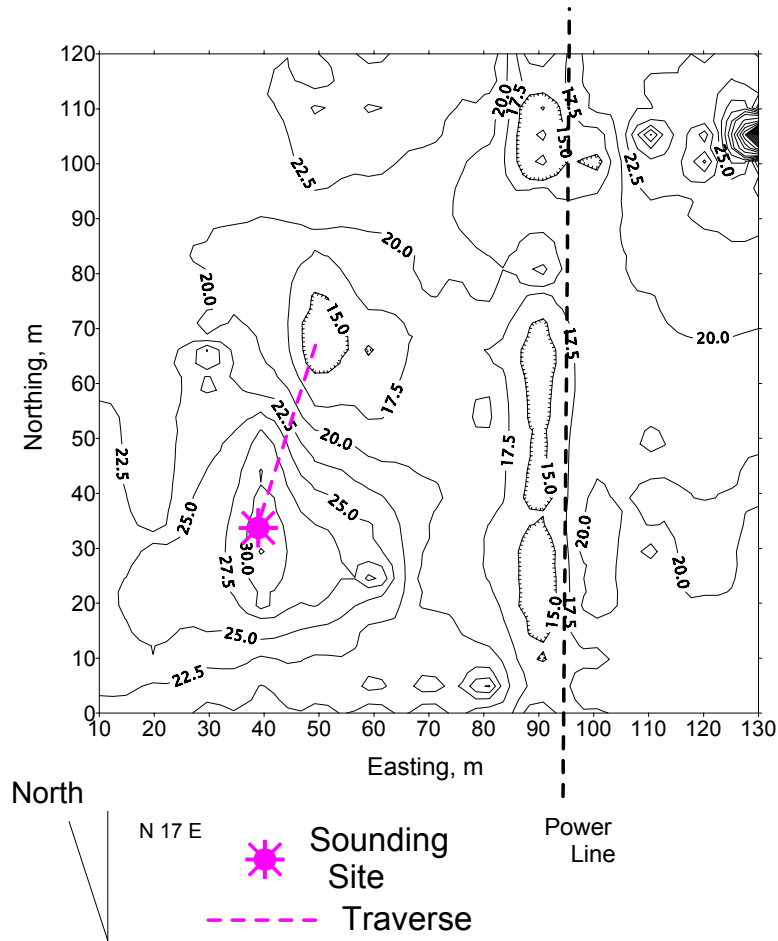 120
110 20.0 17.5 17.5
100 22.5 15.0 22.5 25.0
90
20.0
80
20.0
70 15.0 20.0
17.5
60 17.5
22.5
50 20.0
22.5 17.5 15.0
40
25.0 25.0
20.0
30 30.0 20.0
27.5
20 15.0 17.5
25.0
10
22.5
0
10 20 30 40 50 60 70 80 90 100 110 120 130
Northing, m
Easting, m
North
N 17 E
Power
Line
Sounding
Site
Traverse